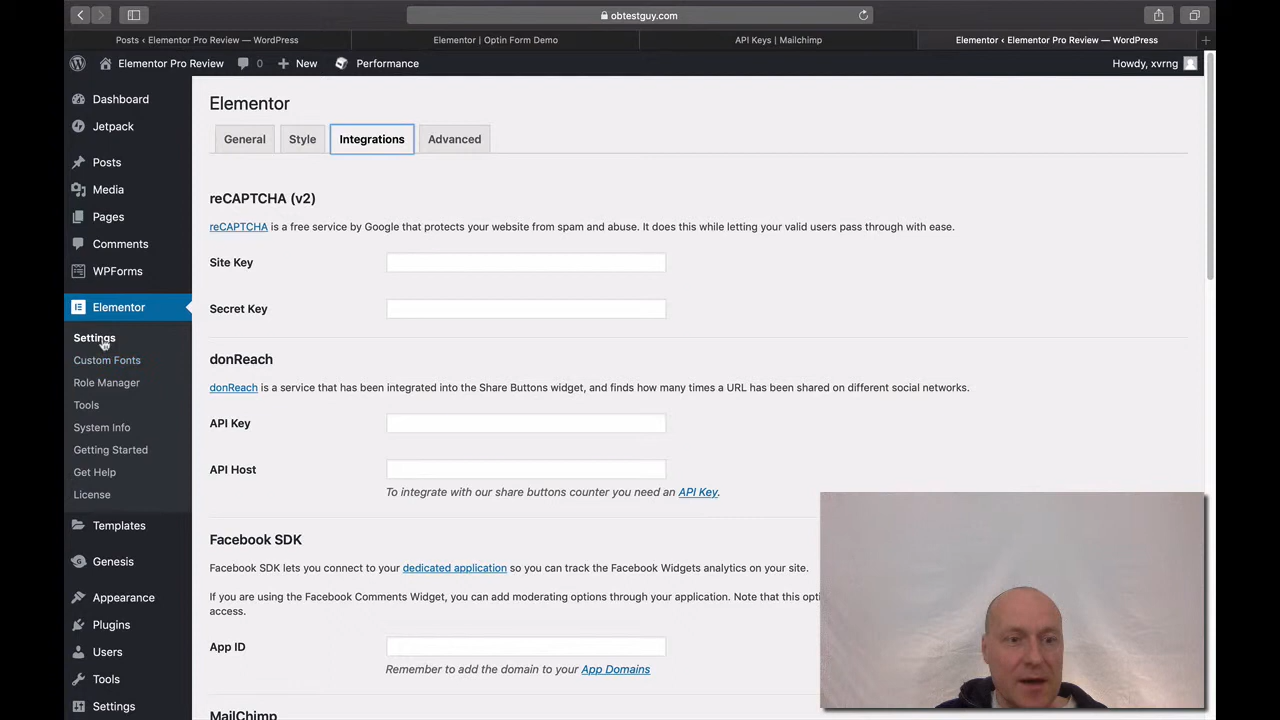 obtestguy.com
Posts ‹ Elementor Pro Review — WordPress
Elementor | Optin Form Demo
API Keys | Mailchimp
Elementor ‹ Elementor Pro Review — WordPress
Elementor Pro Review
0
New
Performance
Howdy, xvrng
Dashboard
Jetpack
Posts
Media
Pages
Comments
WPForms
Elementor
Settings
Custom Fonts
Role Manager
Tools
System Info
Getting Started
Get Help
License
Templates
Genesis
Appearance
Plugins
Users
Tools
Settings
Elementor
General
Style
Integrations
Advanced
reCAPTCHA (v2)
reCAPTCHA is a free service by Google that protects your website from spam and abuse. It does this while letting your valid users pass through with ease.
Site Key
Secret Key
donReach
donReach is a service that has been integrated into the Share Buttons widget, and finds how many times a URL has been shared on different social networks.
API Key
API Host
To integrate with our share buttons counter you need an API Key.
Facebook SDK
Facebook SDK lets you connect to your dedicated application so you can track the Facebook Widgets analytics on your site.
If you are using the Facebook Comments Widget, you can add moderating options through your application. Note that this opti
access.
App ID
Remember to add the domain to your App Domains
MailChimp